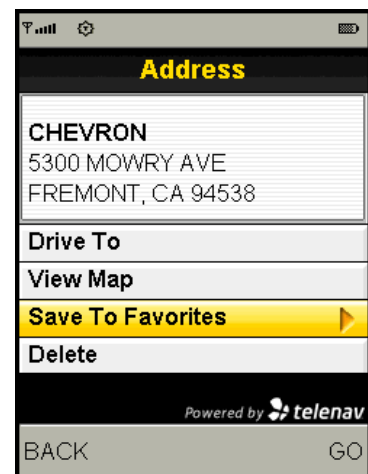 Address
CHEVRON
5300 MOWRY AVE
FREMONT, CA 94538
Drive To
View Map
Save To Favorites
Delete
Powered by telenav
BACK GO